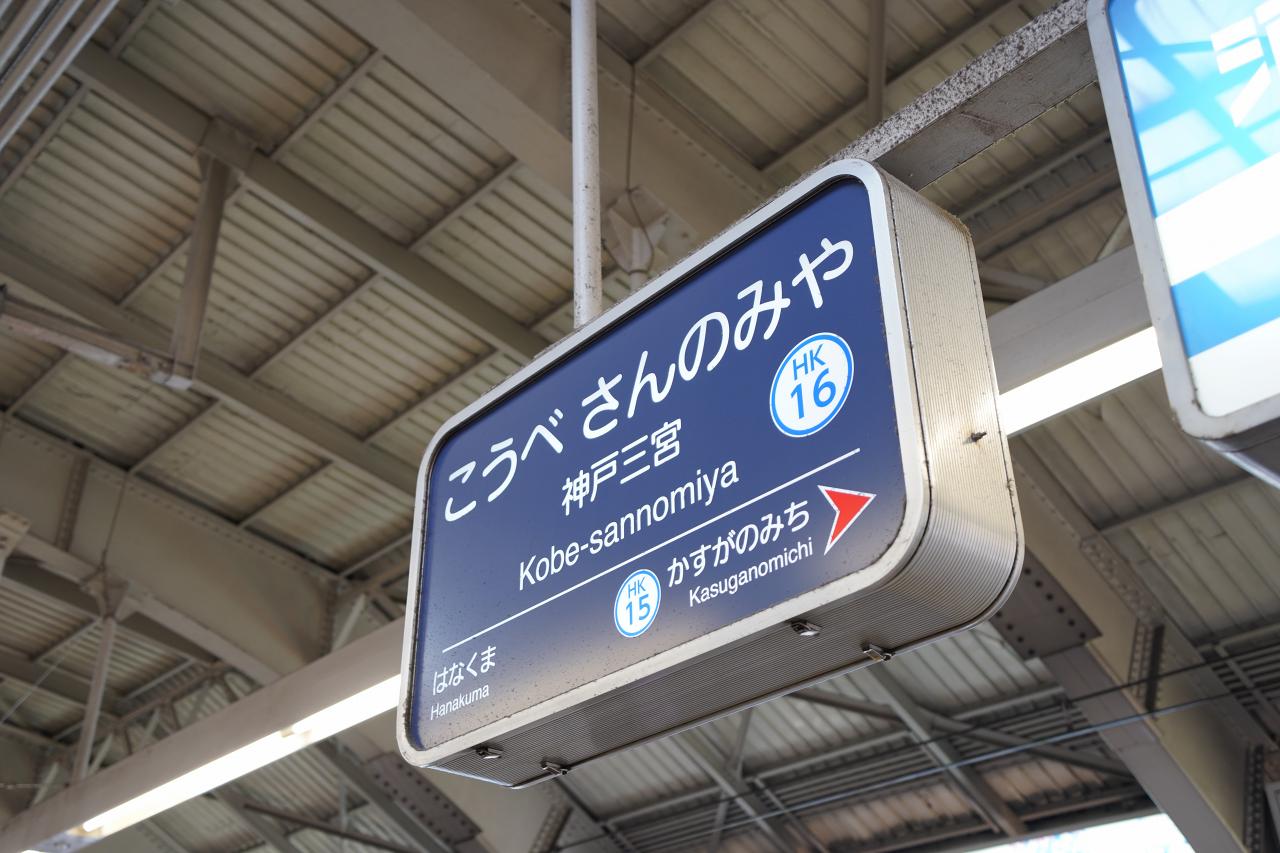 こうべ さんのみや
HK
16
神戸三宮
Kobe-sannomiya
はなくま
Hanakuma
HK
15
かすがのみち
Kasuganomichi